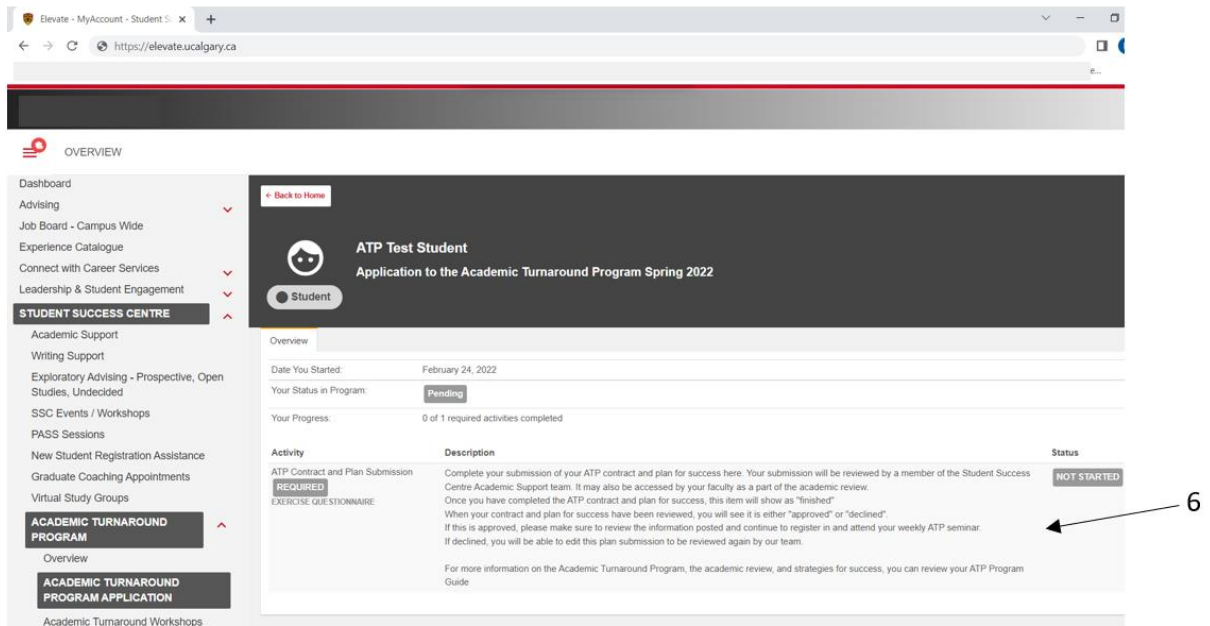 Elevate - MyAccount - Student S
https://elevate.ucalgary.ca
e...
OVERVIEW
Dashboard
Advising
Job Board - Campus Wide
Experience Catalogue
Connect with Career Services
Leadership & Student Engagement
STUDENT SUCCESS CENTRE
Academic Support
Writing Support
Exploratory Advising - Prospective, Open
Studies, Undecided
SSC Events / Workshops
PASS Sessions
New Student Registration Assistance
Graduate Coaching Appointments
Virtual Study Groups
ACADEMIC TURNAROUND
PROGRAM
Overview
ACADEMIC TURNAROUND
PROGRAM APPLICATION
Academic Turnaround Workshops
← Back to Home
ATP Test Student
Application to the Academic Turnaround Program Spring 2022
Student
Overview
Date You Started: February 24, 2022
Your Status in Program: Pending
Your Progress: 0 of 1 required activities completed
Activity Description Status
ATP Contract and Plan Submission
REQUIRED
EXERCISE QUESTIONNAIRE
Complete your submission of your ATP contract and plan for success here. Your submission will be reviewed by a member of the Student Success
Centre Academic Support team. It may also be accessed by your faculty as a part of the academic review.
Once you have completed the ATP contract and plan for success, this item will show as "finished"
When your contract and plan for success have been reviewed, you will see it is either "approved" or "declined".
If this is approved, please make sure to review the information posted and continue to register in and attend your weekly ATP seminar.
If declined, you will be able to edit this plan submission to be reviewed again by our team.
For more information on the Academic Turnaround Program, the academic review, and strategies for success, you can review your ATP Program
Guide
NOT STARTED
6